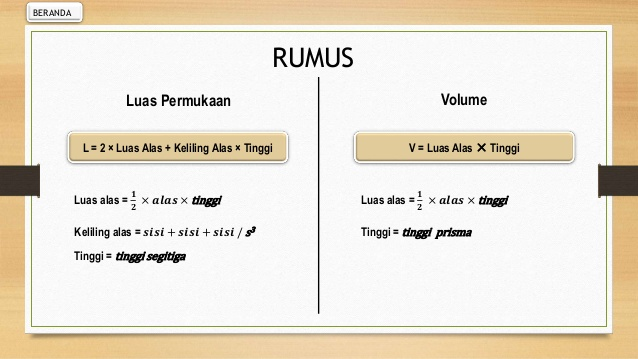 BERANDA
RUMUS
Luas Permukaan
L = 2 × Luas Alas + Keliling Alas × Tinggi
Luas alas = 1/2 × alas × tinggi
Keliling alas = sisi + sisi + sisi / s³
Tinggi = tinggi segitiga
Volume
V = Luas Alas ✕ Tinggi
Luas alas = 1/2 × alas × tinggi
Tinggi = tinggi prisma